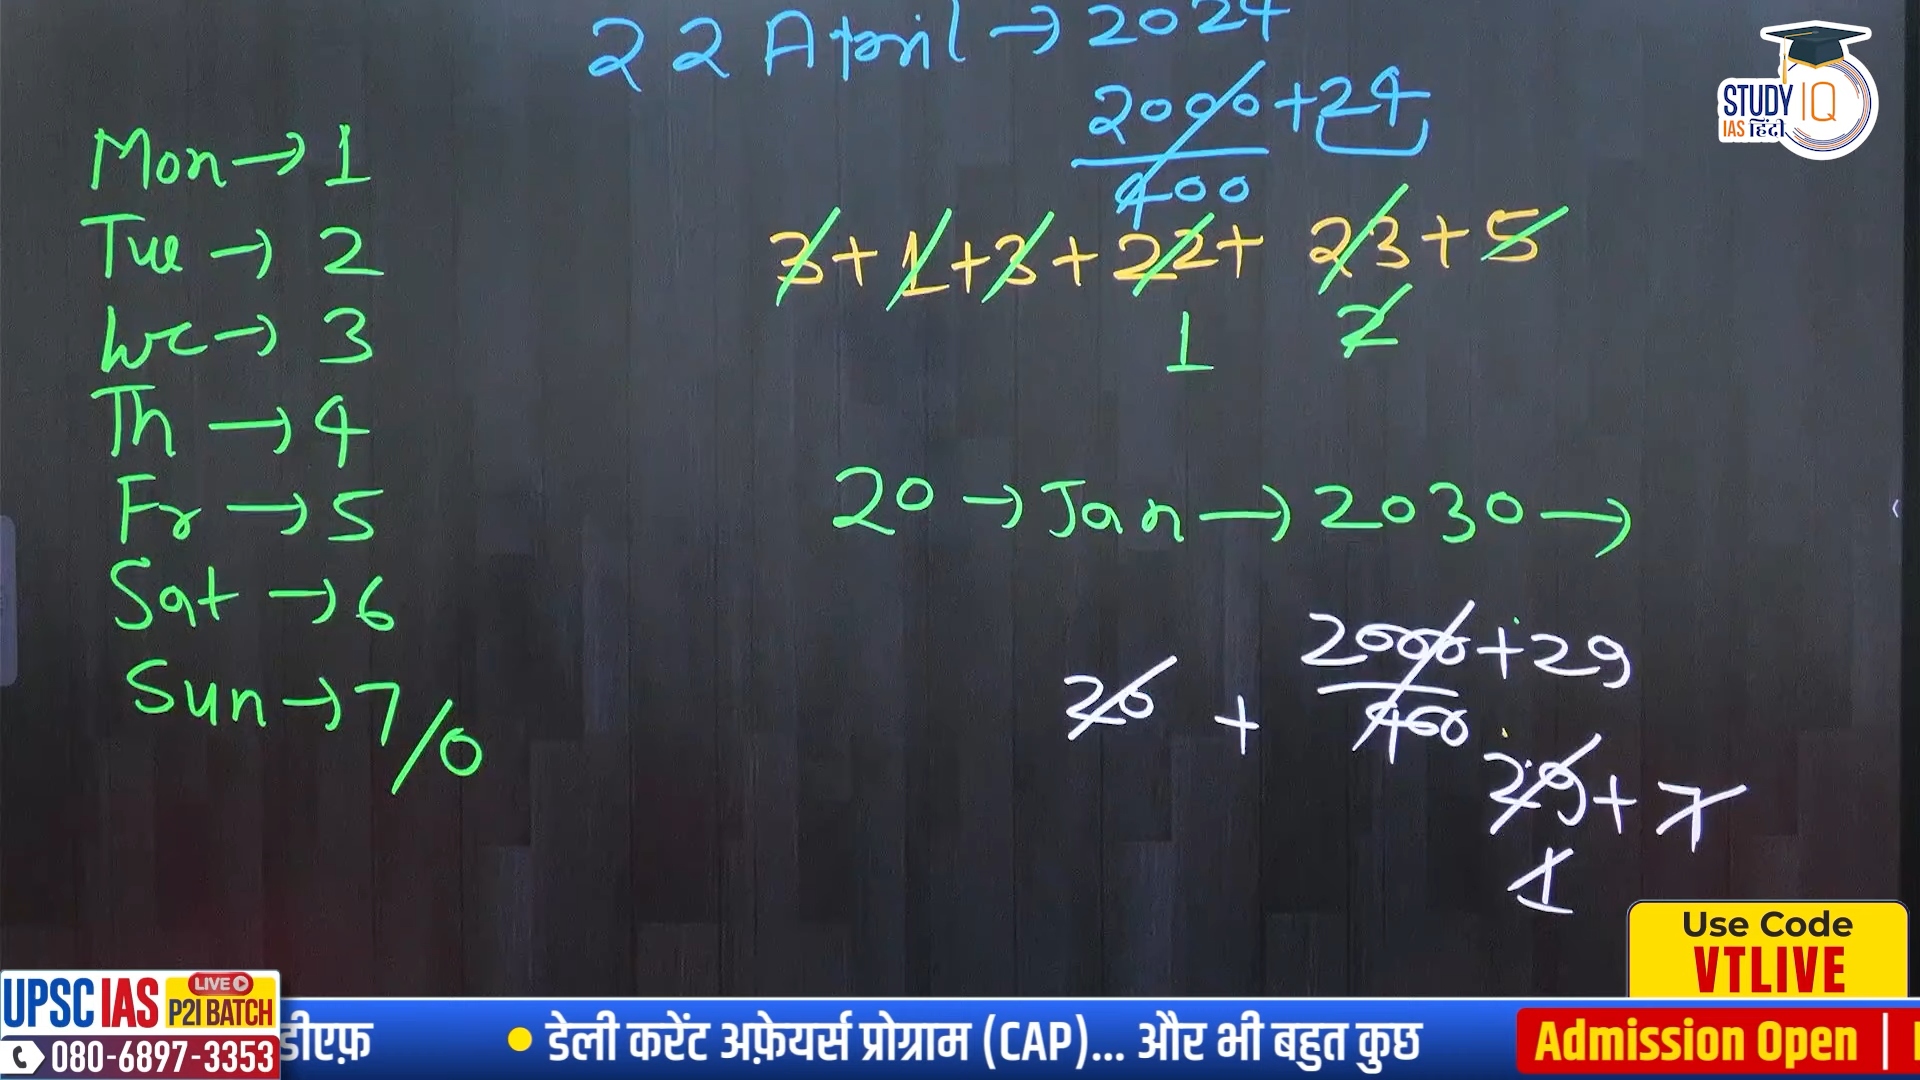 22 April → 2024
2000 + 24
400
3 + 1 + 3 + 22 + 23 + 5
1 2
Mon → 1
Tue → 2
We → 3
Th → 4
Fr → 5
Sat → 6
Sun → 7/0
20 → Jan → 2030 →
20 + 2000 + 29
400
29 + 7
1
STUDY IQ
IAS हिंदी
Use Code
VTLIVE
UPSC IAS LIVE P2I BATCH
080-6897-3353
डीएफ़ • डेली करेंट अफ़ेयर्स प्रोग्राम (CAP)... और भी बहुत कुछ
Admission Open |